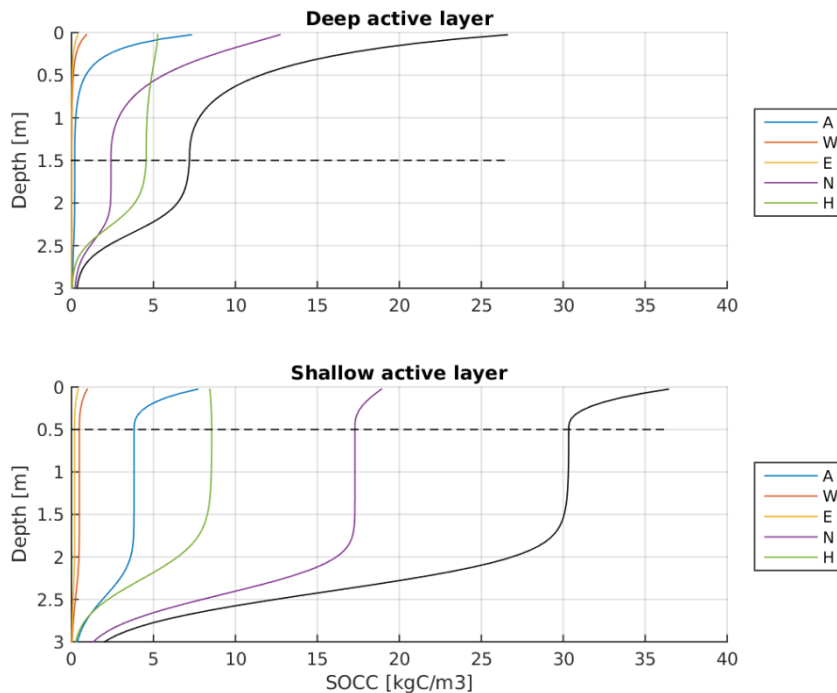 Deep active layer
Depth [m]
0
0.5
1
1.5
2
2.5
3
0 5 10 15 20 25 30 35 40
A
W
E
N
H
Shallow active layer
Depth [m]
0
0.5
1
1.5
2
2.5
3
0 5 10 15 20 25 30 35 40
SOCC [kgC/m3]
A
W
E
N
H